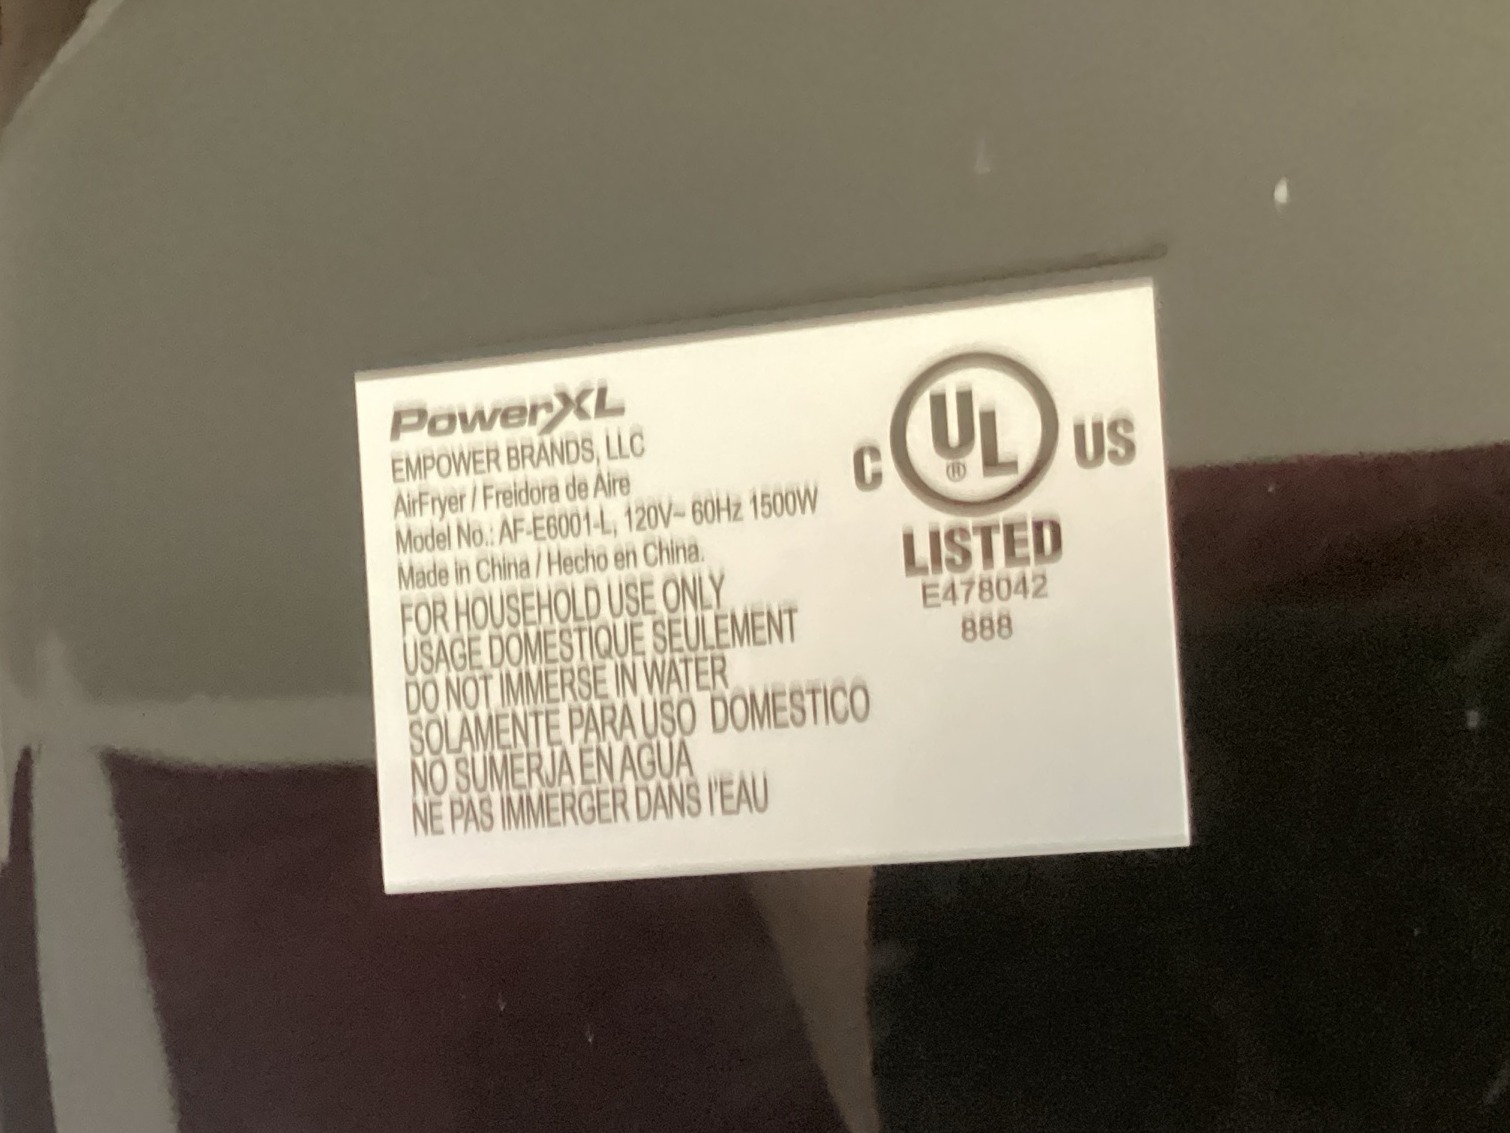 PowerXL
EMPOWER BRANDS, LLC
AirFryer / Freidora de Aire
Model No.: AF-E6001-L, 120V~ 60Hz 1500W
Made in China / Hecho en China.
FOR HOUSEHOLD USE ONLY
USAGE DOMESTIQUE SEULEMENT
DO NOT IMMERSE IN WATER
SOLAMENTE PARA USO DOMESTICO
NO SUMERJA EN AGUA
NE PAS IMMERGER DANS l'EAU
C UL® US
LISTED
E478042
888